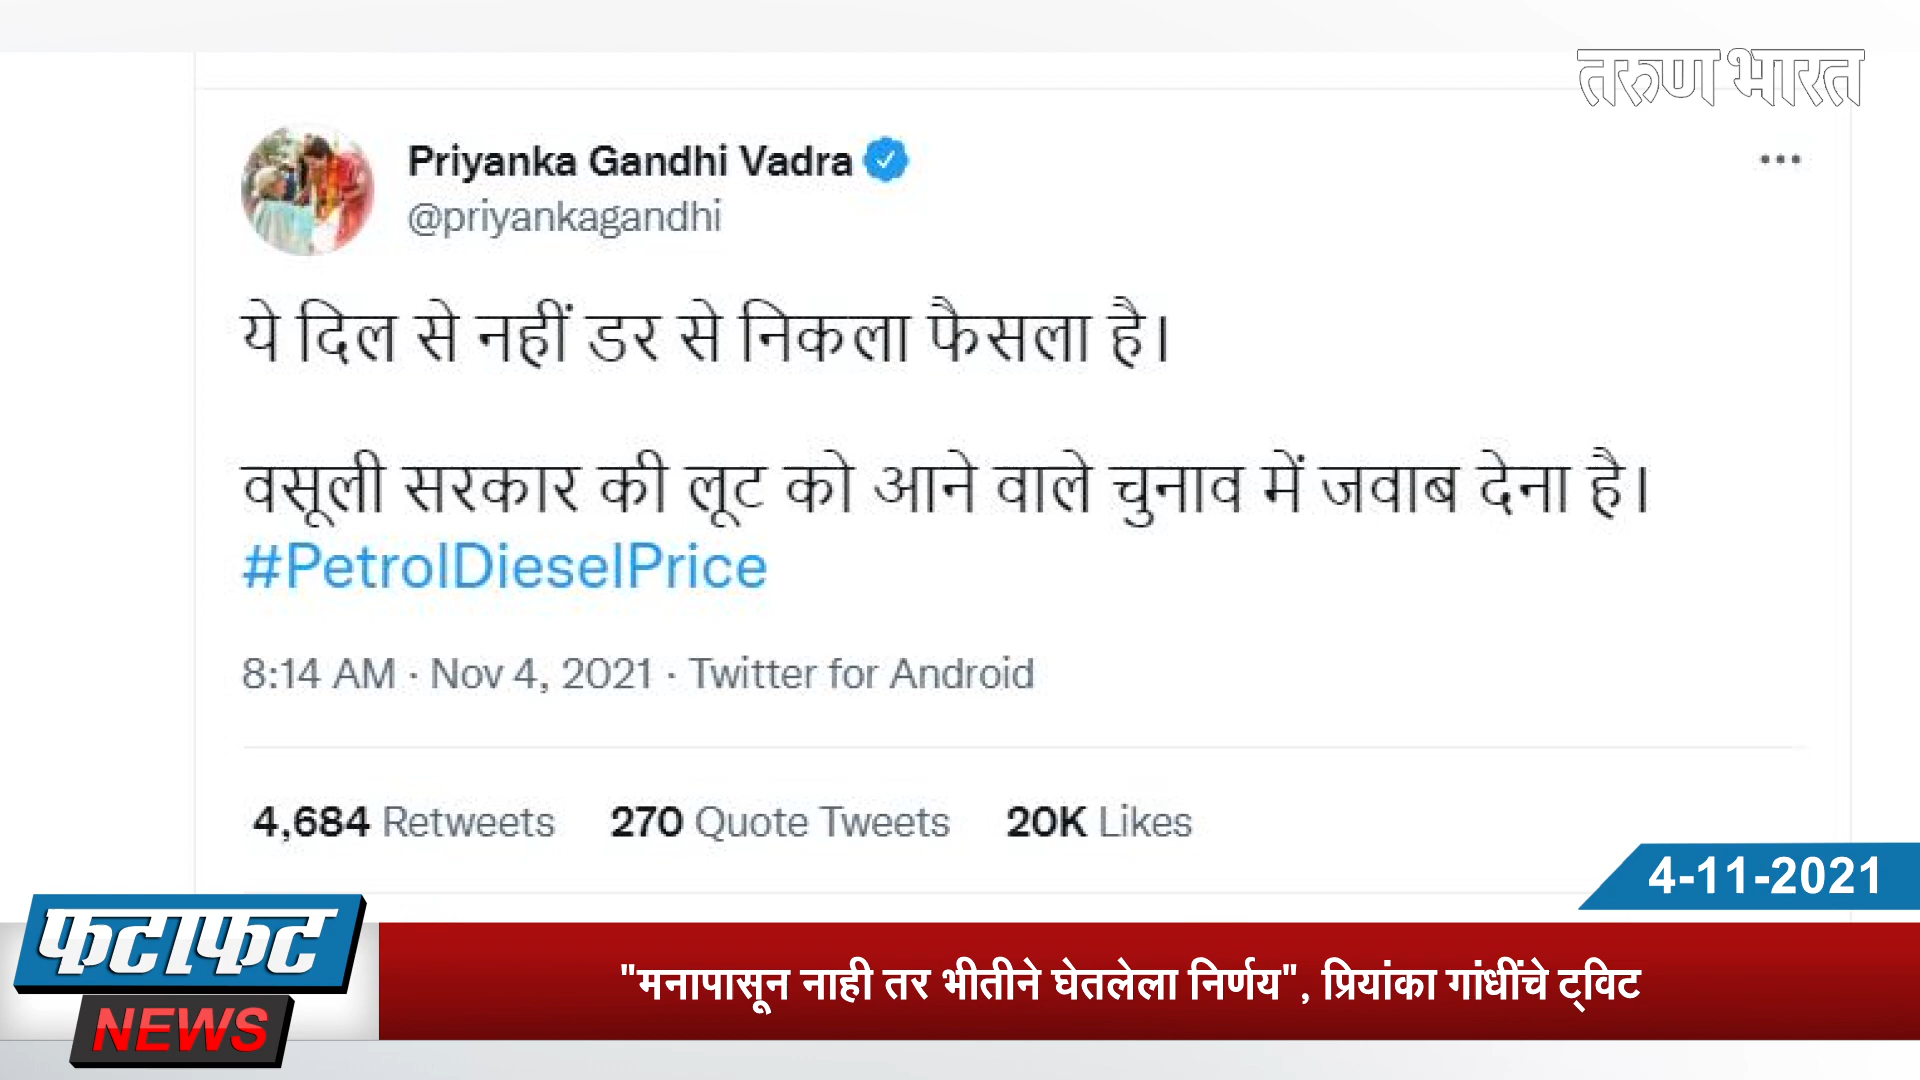 तरुण भारत
Priyanka Gandhi Vadra
@priyankagandhi
ये दिल से नहीं डर से निकला फैसला है।
वसूली सरकार की लूट को आने वाले चुनाव में जवाब देना है।
#PetrolDieselPrice
8:14 AM · Nov 4, 2021 · Twitter for Android
4,684 Retweets 270 Quote Tweets 20K Likes
4-11-2021
फटाफट
NEWS
"मनापासून नाही तर भीतीने घेतलेला निर्णय", प्रियांका गांधींचे ट्विट